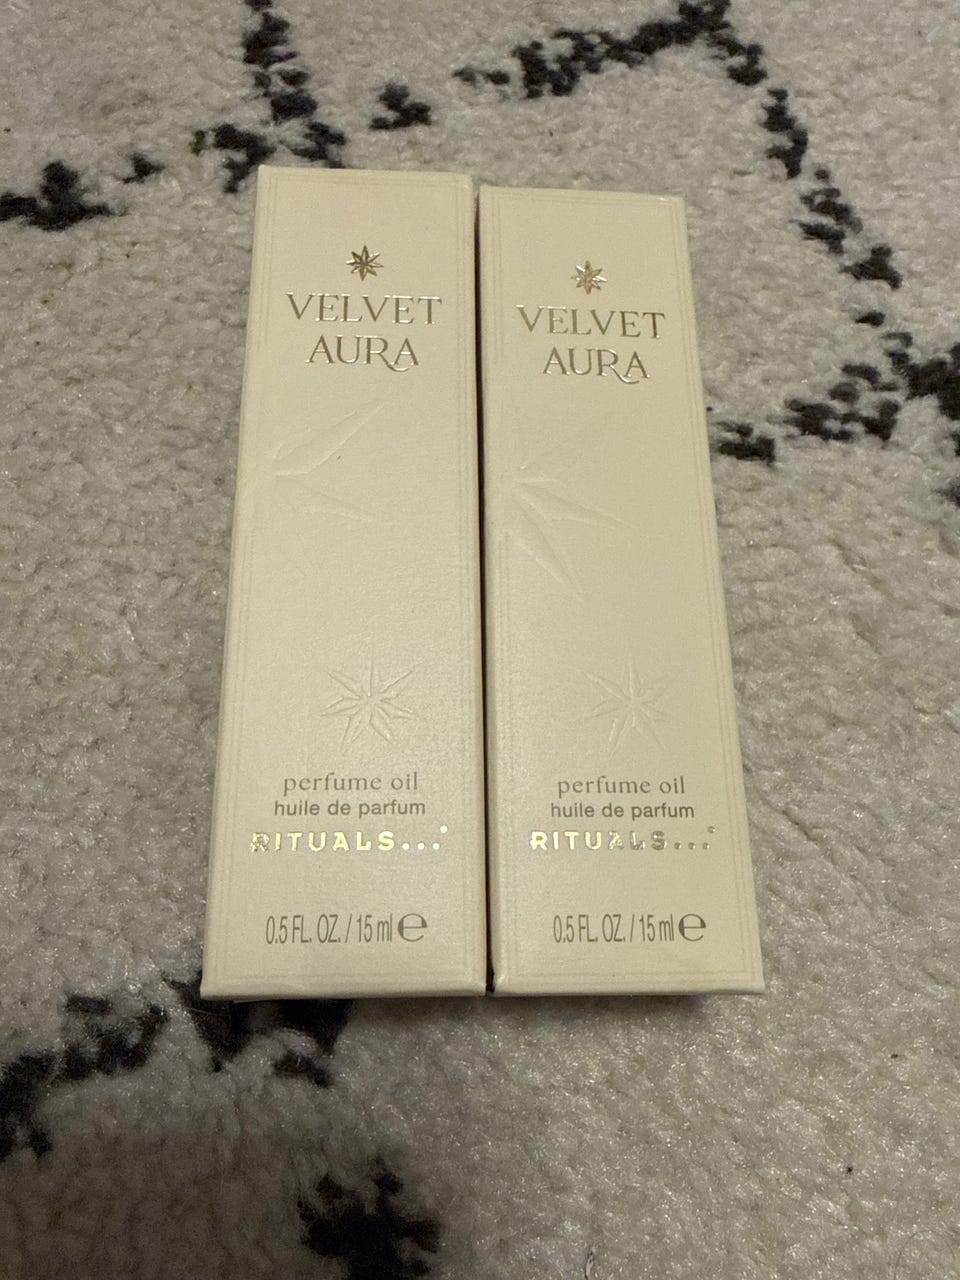 VELVET
AURA
perfume oil
huile de parfum
RITUALS...°
0.5 FL. OZ. / 15 ml ℮
VELVET
AURA
perfume oil
huile de parfum
RITUALS...°
0.5 FL. OZ. / 15 ml ℮